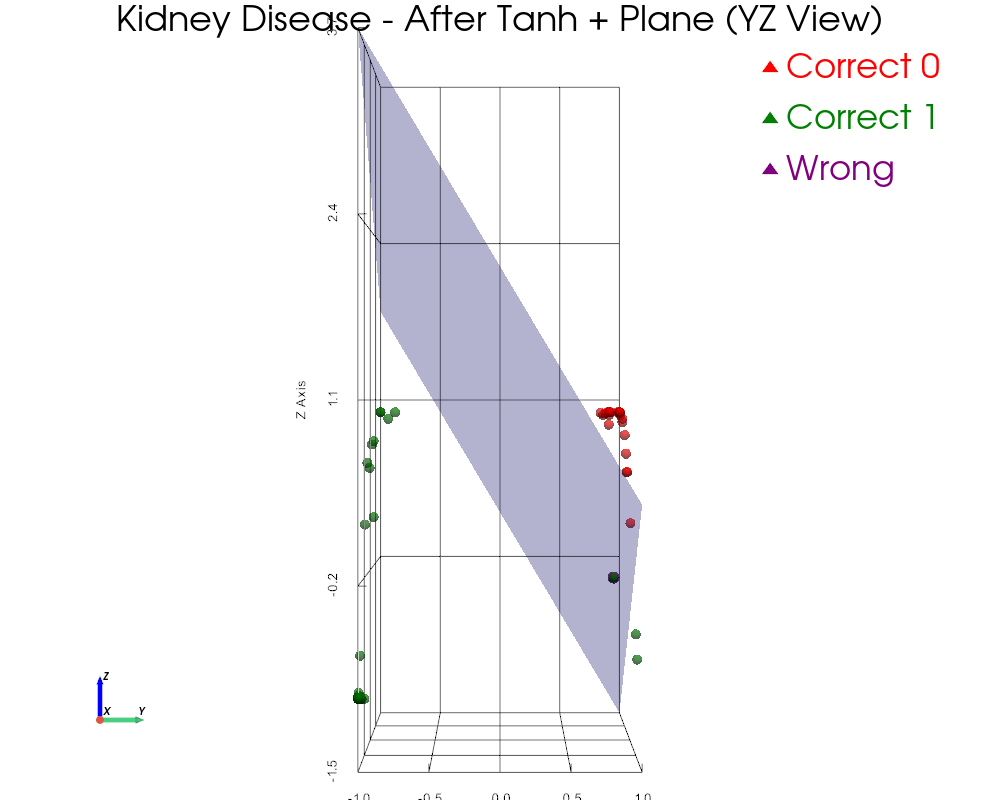 Kidney Disease - After Tanh + Plane (YZ View)
Correct 0
Correct 1
Wrong
2.4
Z Axis
1.1
-0.2
-1.5
Z
X
Y
-1.0
-0.5
0.0
0.5
1.0